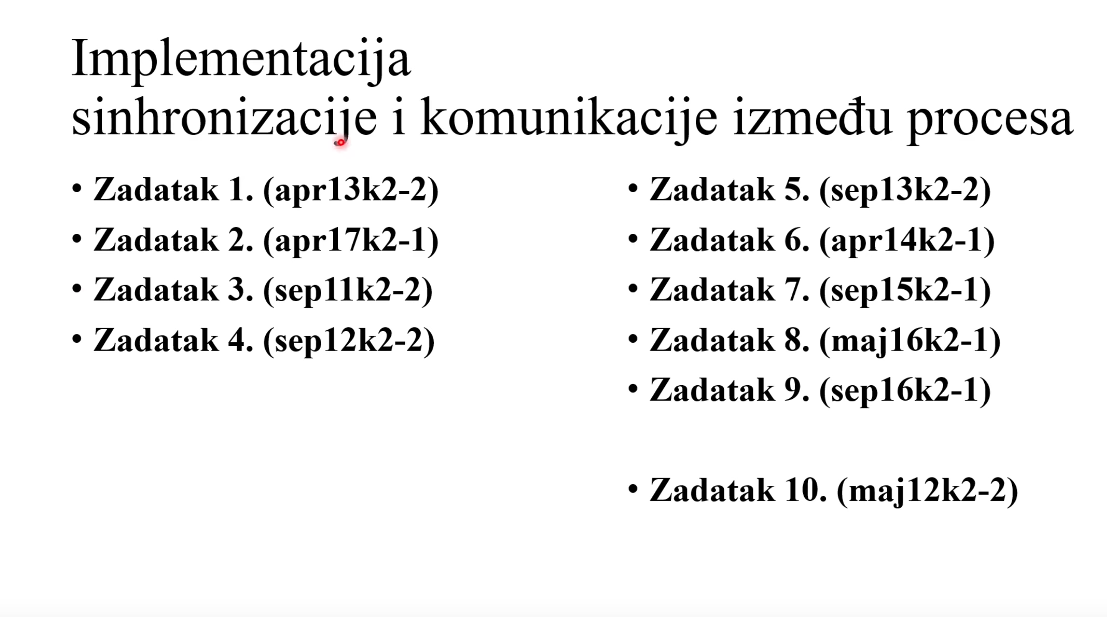 Implementacija
sinhronizacije i komunikacije između procesa
• Zadatak 1. (apr13k2-2)
• Zadatak 2. (apr17k2-1)
• Zadatak 3. (sep11k2-2)
• Zadatak 4. (sep12k2-2)
• Zadatak 5. (sep13k2-2)
• Zadatak 6. (apr14k2-1)
• Zadatak 7. (sep15k2-1)
• Zadatak 8. (maj16k2-1)
• Zadatak 9. (sep16k2-1)
• Zadatak 10. (maj12k2-2)